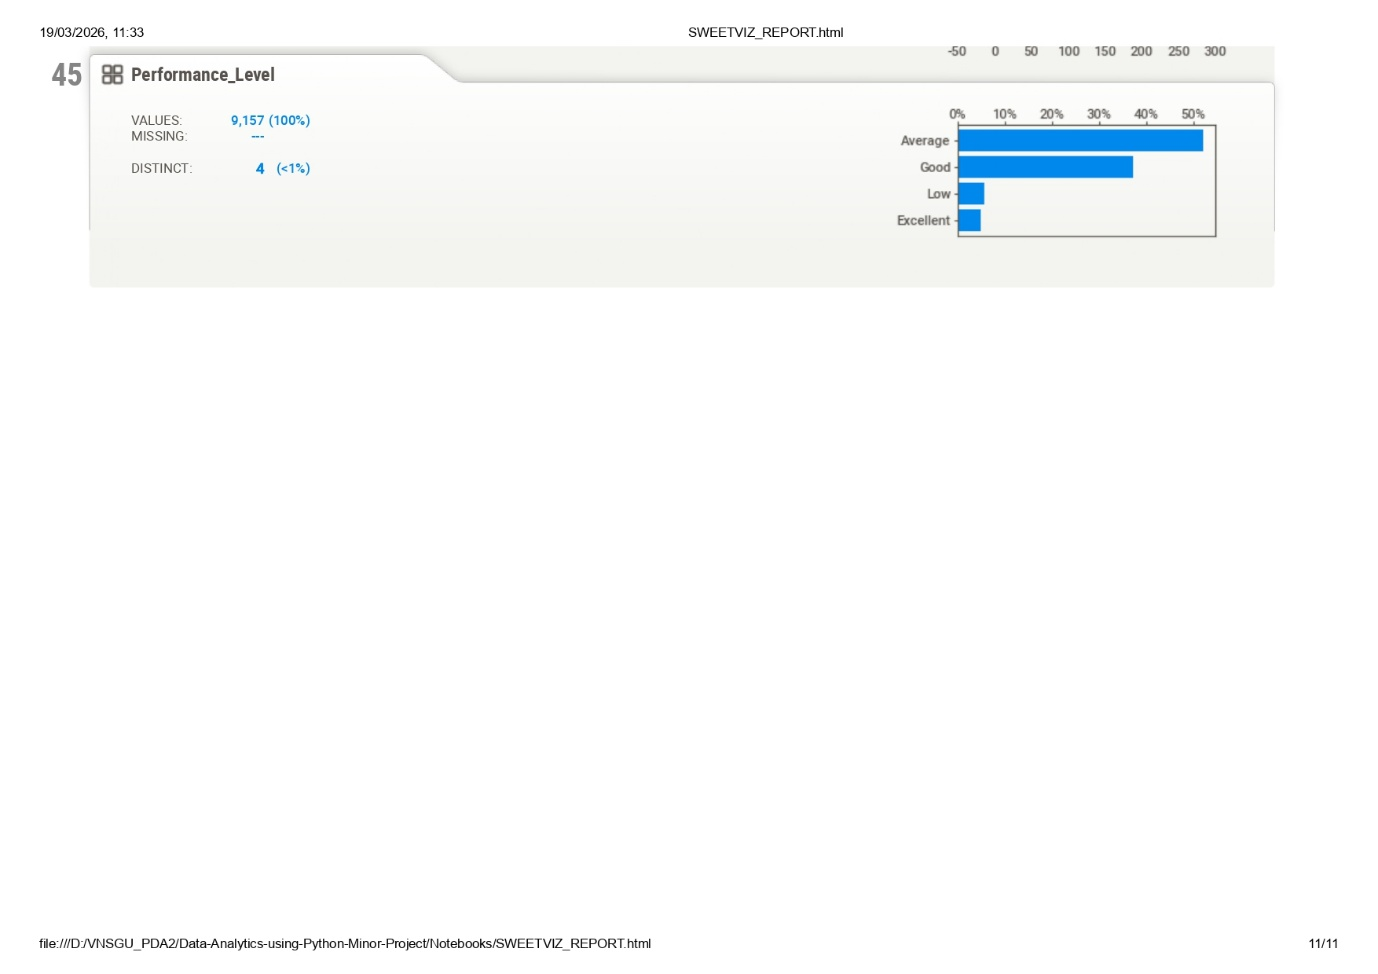 19/03/2026, 11:33 SWEETVIZ_REPORT.html
-50 0 50 100 150 200 250 300
45 Performance_Level
VALUES: 9,157 (100%)
MISSING: ---
DISTINCT: 4 (<1%)
0% 10% 20% 30% 40% 50%
Average
Good
Low
Excellent
file:///D:/VNSGU_PDA2/Data-Analytics-using-Python-Minor-Project/Notebooks/SWEETVIZ_REPORT.html 11/11